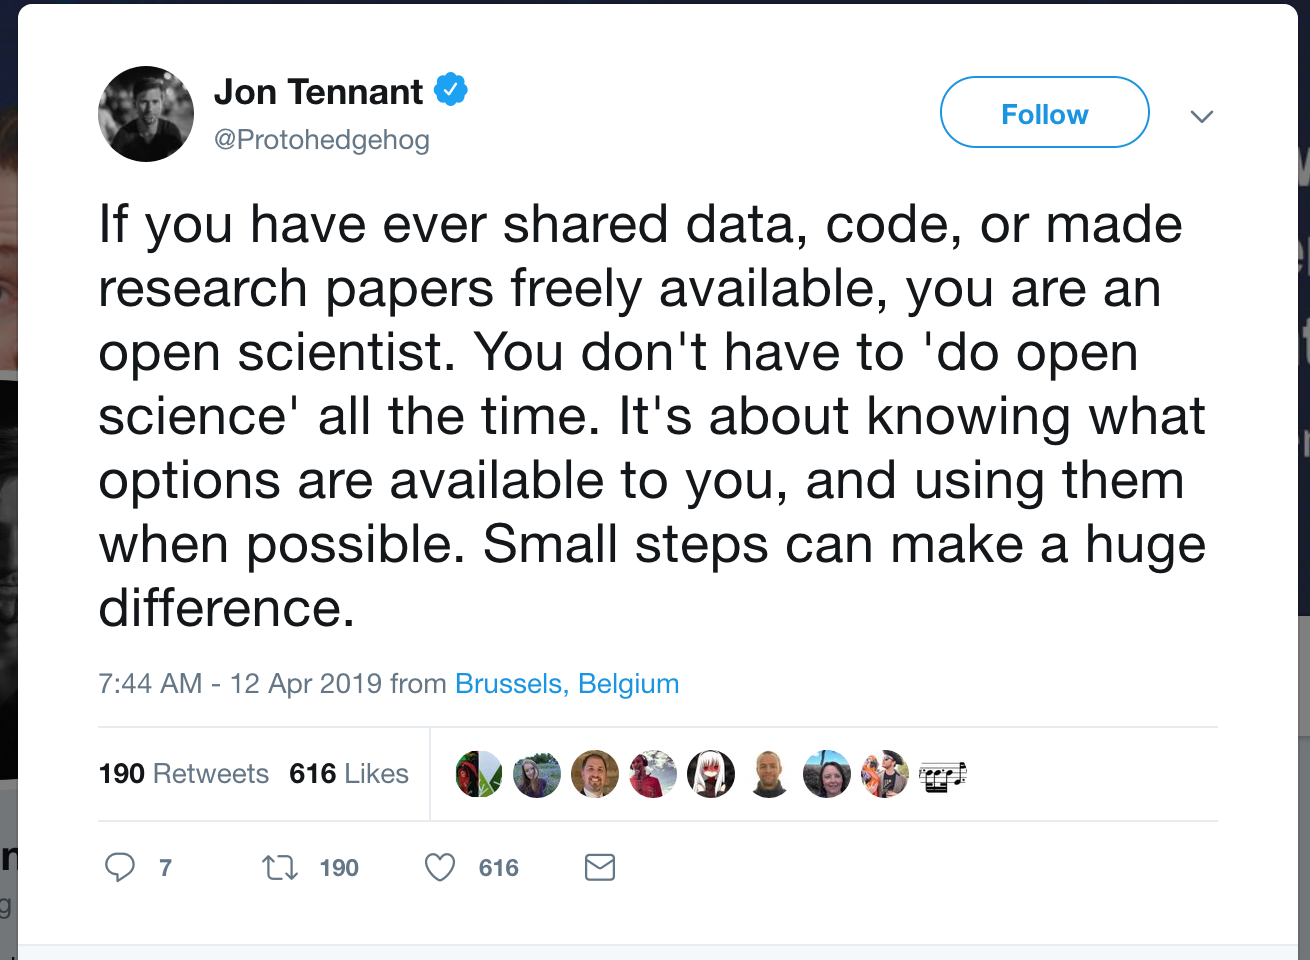 Jon Tennant
@Protohedgehog
Follow
If you have ever shared data, code, or made
research papers freely available, you are an
open scientist. You don't have to 'do open
science' all the time. It's about knowing what
options are available to you, and using them
when possible. Small steps can make a huge
difference.
7:44 AM - 12 Apr 2019 from Brussels, Belgium
190 Retweets 616 Likes
7 190 616